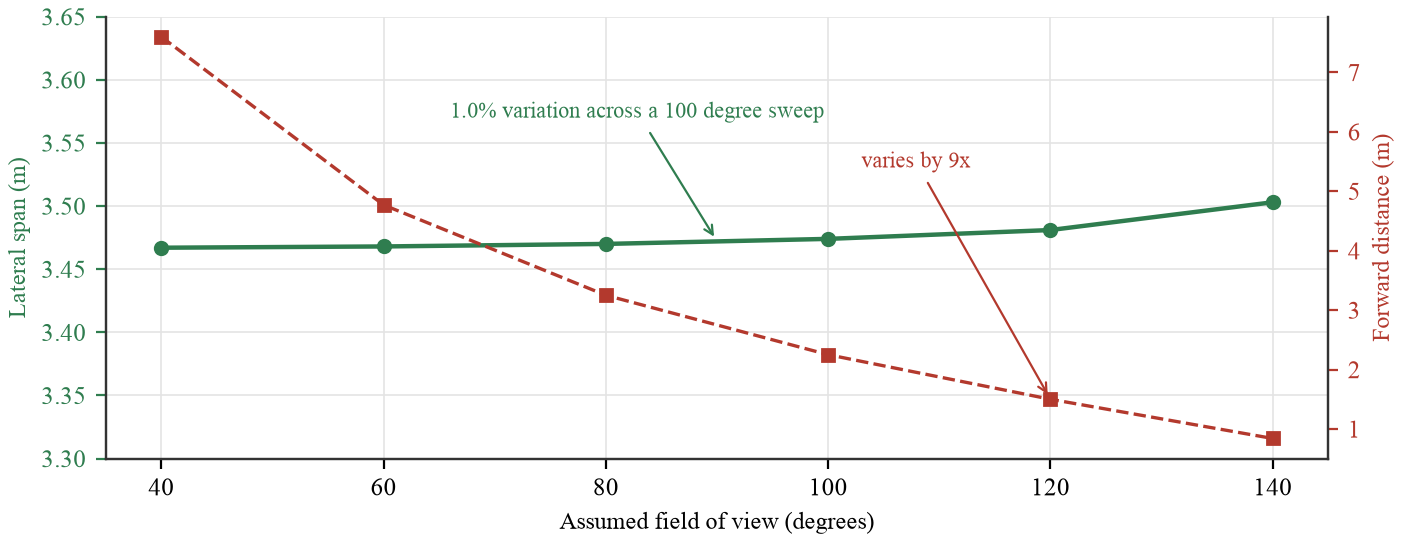 3.65
3.60
3.55
3.50
3.45
3.40
3.35
3.30
Lateral span (m)
1.0% variation across a 100 degree sweep
varies by 9x
7
6
5
4
3
2
1
Forward distance (m)
40 60 80 100 120 140
Assumed field of view (degrees)